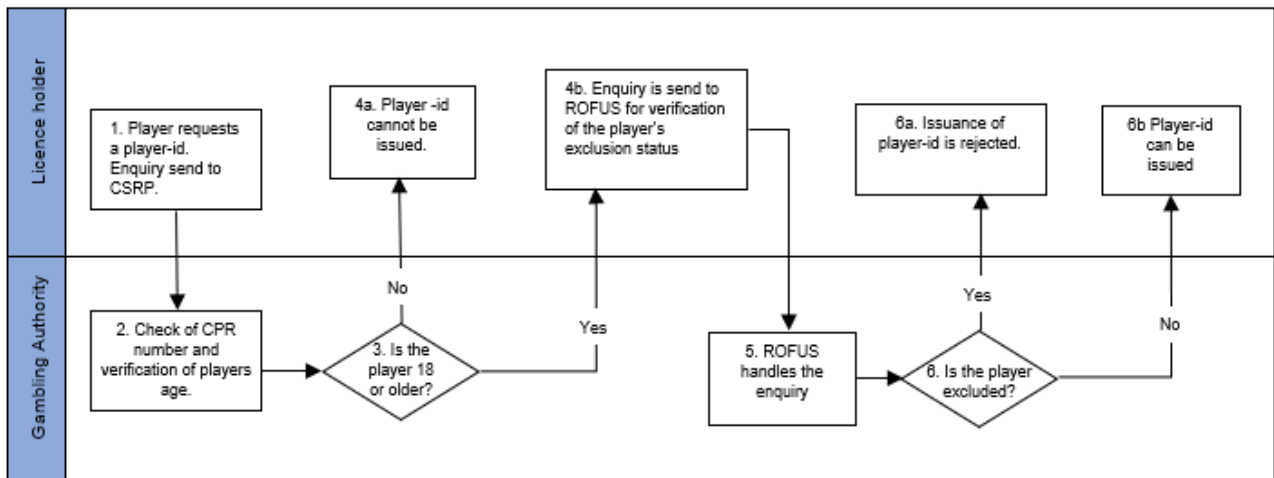 Licence holder
1. Player requests
a player-id.
Enquiry send to
CSRP.
4a. Player -id
cannot be
issued.
4b. Enquiry is send to
ROFUS for verification
of the player's
exclusion status
6a. Issuance of
player-id is rejected.
6b Player-id
can be
issued
Gambling Authority
2. Check of CPR
number and
verification of players
age.
No
3. Is the
player 18
or older?
Yes
5. ROFUS
handles the
enquiry
Yes
6. Is the player
excluded?
No